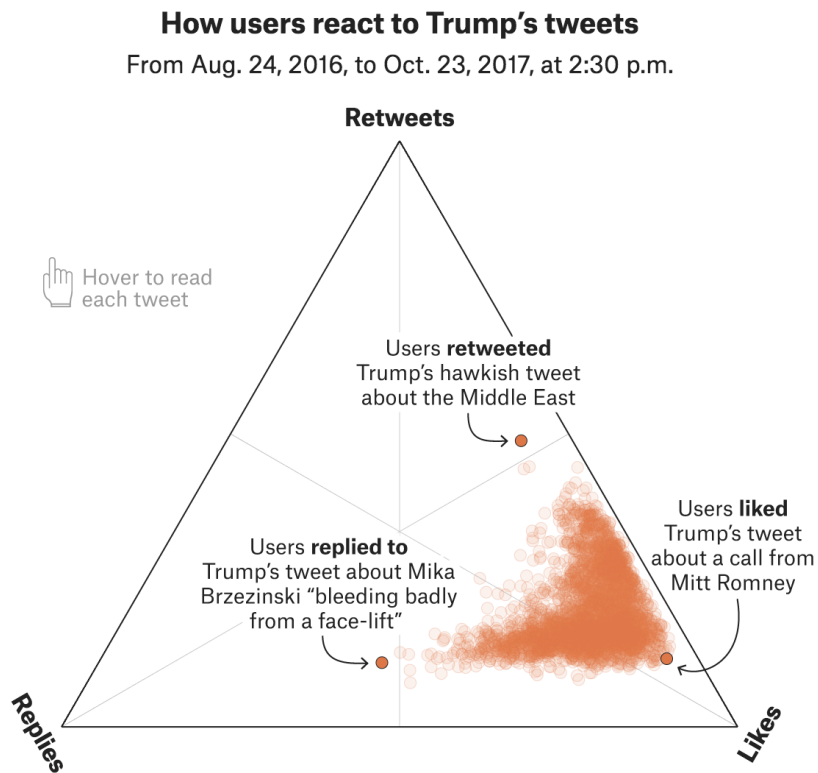 How users react to Trump’s tweets
From Aug. 24, 2016, to Oct. 23, 2017, at 2:30 p.m.
Retweets
Hover to read
each tweet
Users retweeted
Trump’s hawkish tweet
about the Middle East
Users liked
Trump’s tweet
about a call from
Mitt Romney
Users replied to
Trump’s tweet about Mika
Brzezinski “bleeding badly
from a face-lift”
Replies
Likes